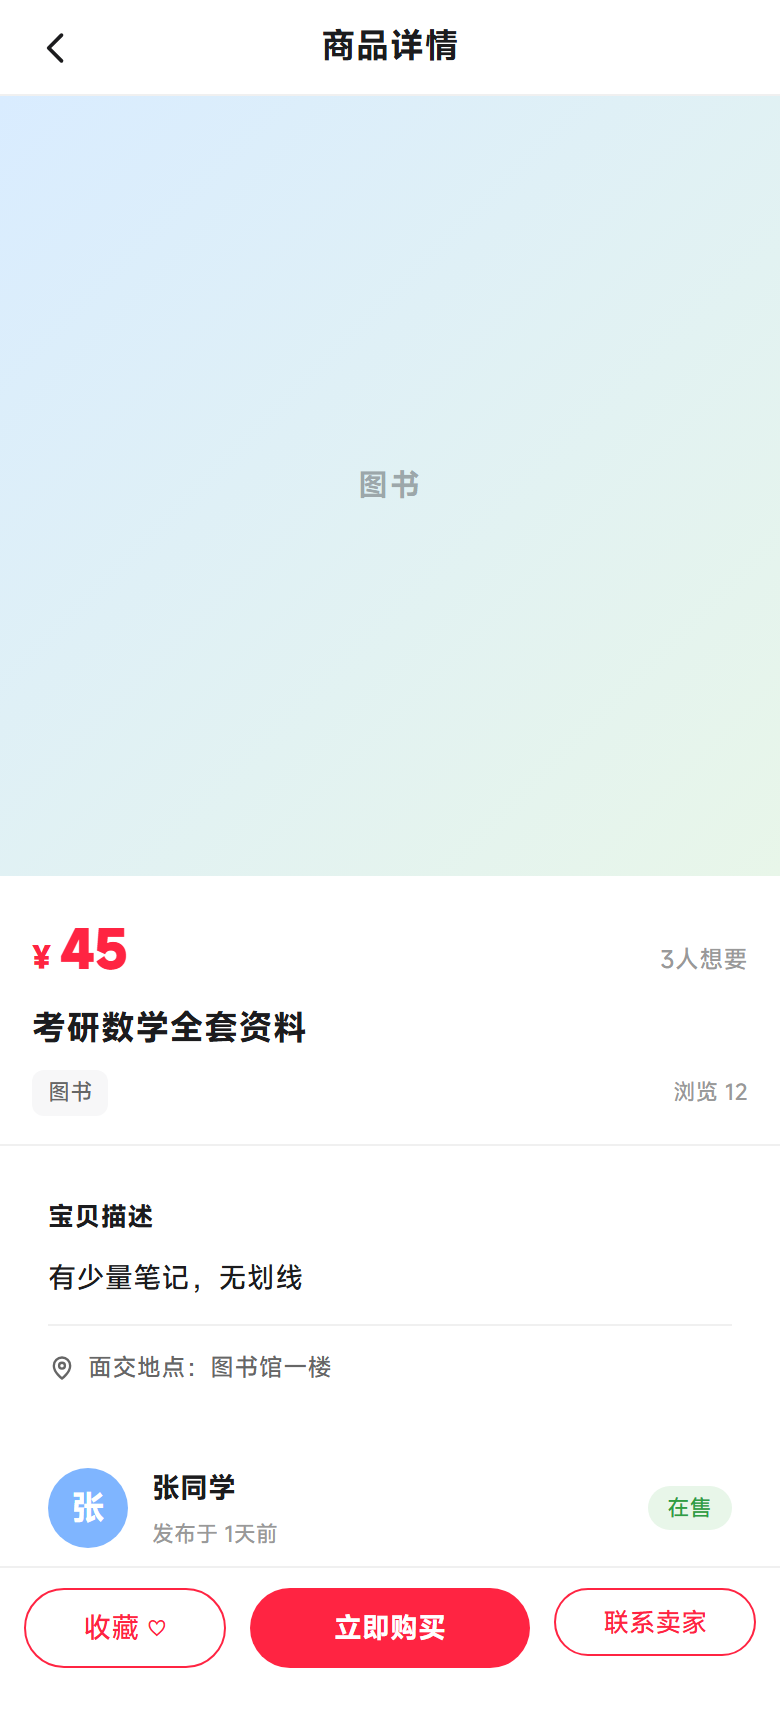 商品详情
图书
¥ 45
3人想要
考研数学全套资料
图书
浏览 12
宝贝描述
有少量笔记，无划线
面交地点：图书馆一楼
张
张同学
发布于 1天前
在售
收藏 ♡
立即购买
联系卖家